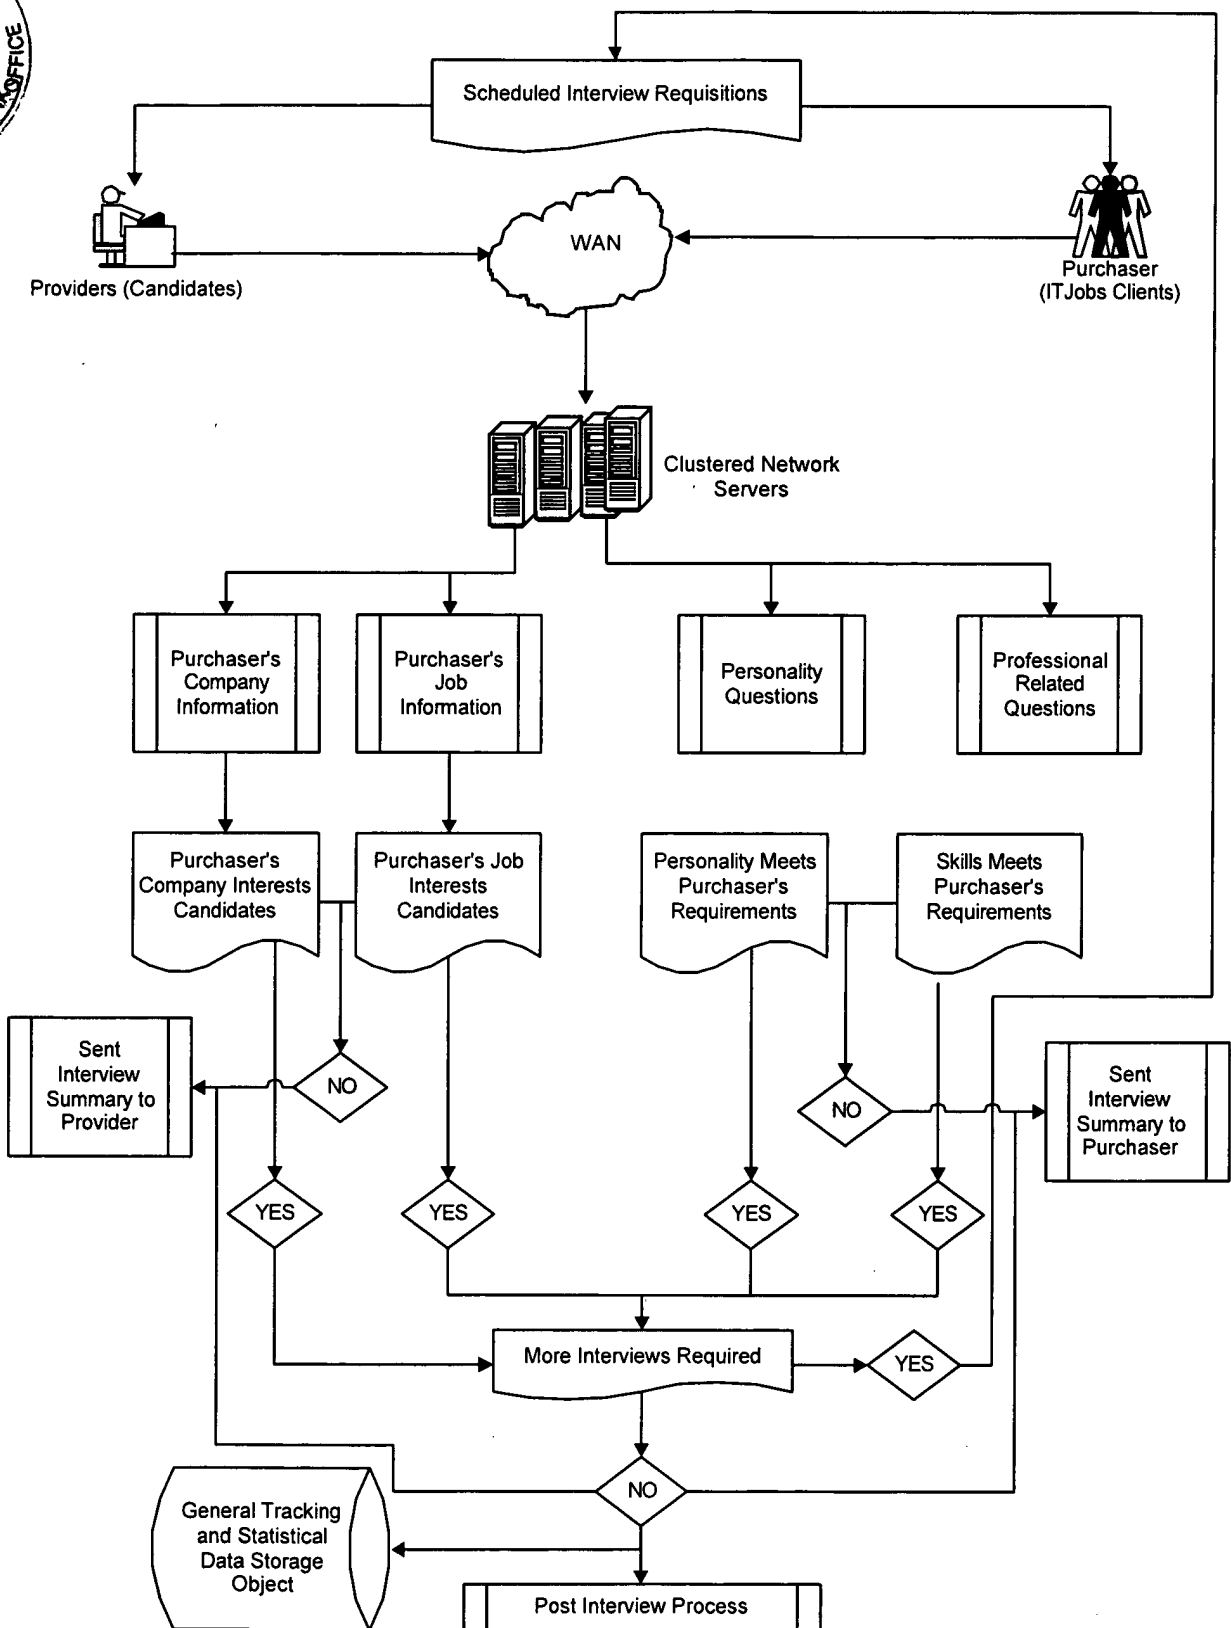 OFFICE
Scheduled Interview Requisitions
WAN
Providers (Candidates)
Purchaser
(ITJobs Clients)
Clustered Network
Servers
Purchaser's
Company
Information
Purchaser's
Job
Information
Personality
Questions
Professional
Related
Questions
Purchaser's
Company Interests
Candidates
Purchaser's Job
Interests
Candidates
Personality Meets
Purchaser's
Requirements
Skills Meets
Purchaser's
Requirements
Sent
Interview
Summary to
Provider
NO
NO
Sent
Interview
Summary to
Purchaser
YES
YES
YES
YES
More Interviews Required
YES
NO
General Tracking
and Statistical
Data Storage
Object
Post Interview Process